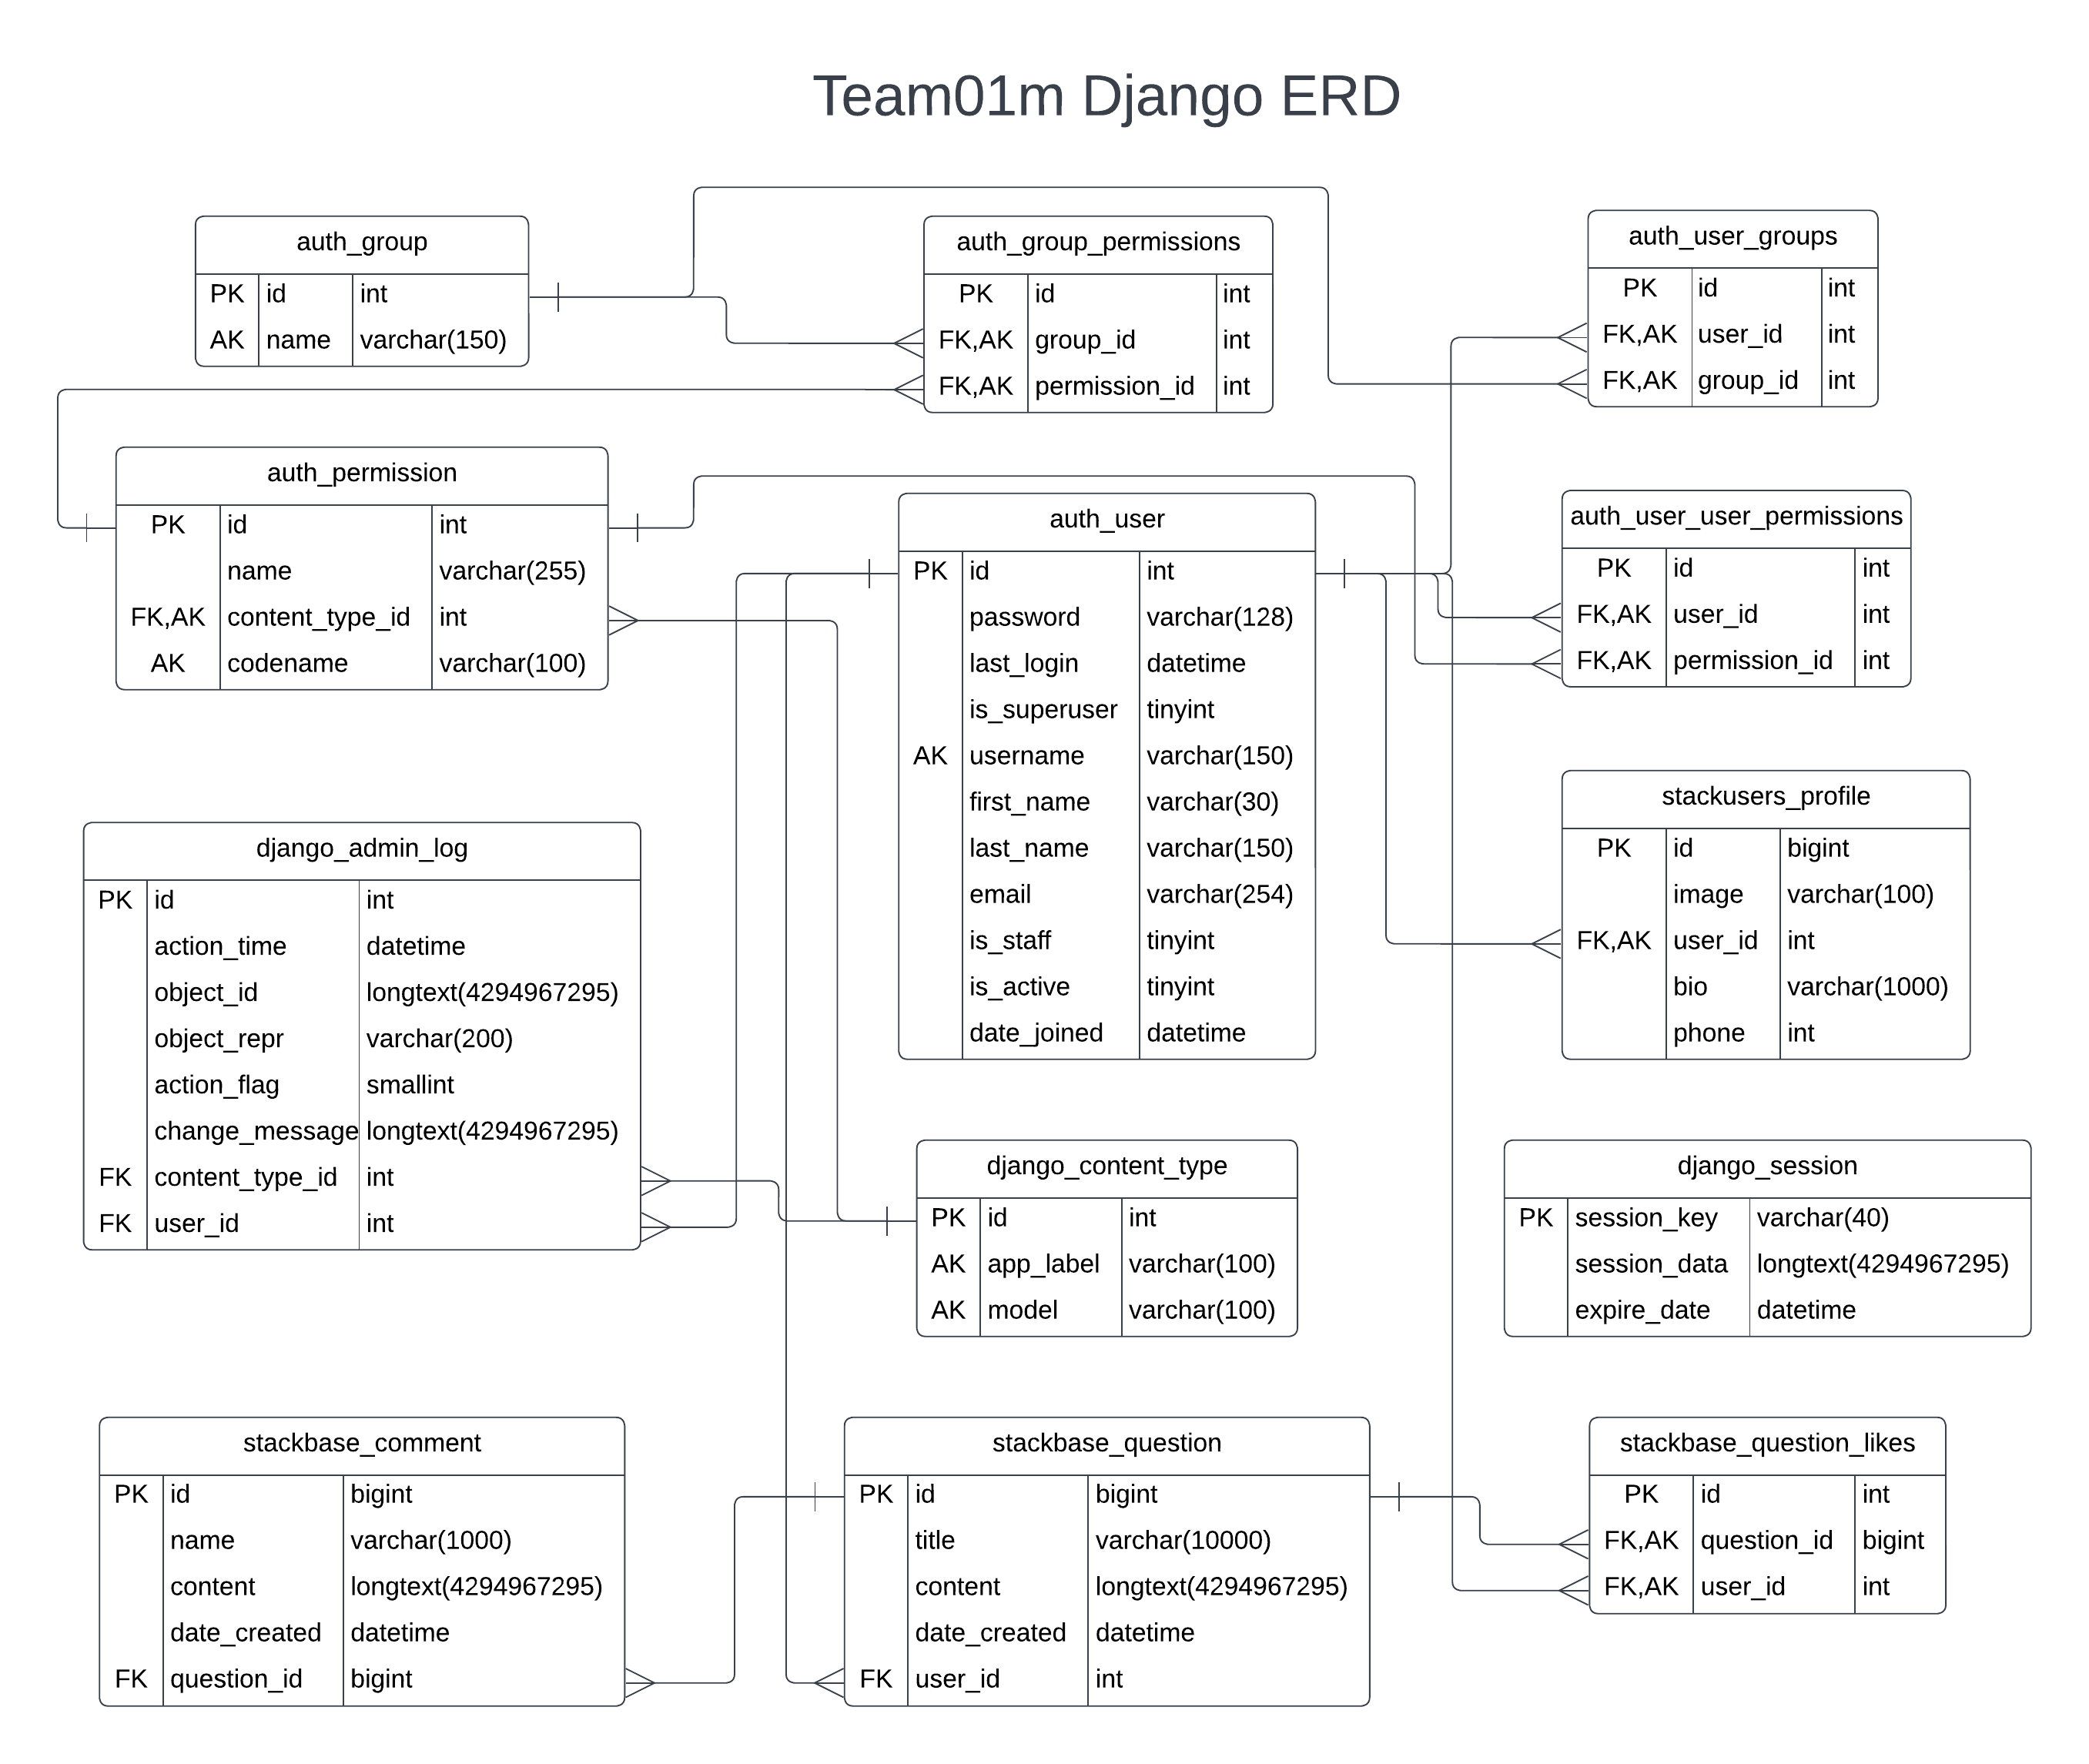 Team01m Django ERD
auth_group
PK id int
AK name varchar(150)
auth_group_permissions
PK id int
FK,AK group_id int
FK,AK permission_id int
auth_user_groups
PK id int
FK,AK user_id int
FK,AK group_id int
auth_permission
PK id int
name varchar(255)
FK,AK content_type_id int
AK codename varchar(100)
auth_user
PK id int
password varchar(128)
last_login datetime
is_superuser tinyint
AK username varchar(150)
first_name varchar(30)
last_name varchar(150)
email varchar(254)
is_staff tinyint
is_active tinyint
date_joined datetime
auth_user_user_permissions
PK id int
FK,AK user_id int
FK,AK permission_id int
stackusers_profile
PK id bigint
image varchar(100)
FK,AK user_id int
bio varchar(1000)
phone int
django_admin_log
PK id int
action_time datetime
object_id longtext(4294967295)
object_repr varchar(200)
action_flag smallint
change_message longtext(4294967295)
FK content_type_id int
FK user_id int
django_content_type
PK id int
AK app_label varchar(100)
AK model varchar(100)
django_session
PK session_key varchar(40)
session_data longtext(4294967295)
expire_date datetime
stackbase_comment
PK id bigint
name varchar(1000)
content longtext(4294967295)
date_created datetime
FK question_id bigint
stackbase_question
PK id bigint
title varchar(10000)
content longtext(4294967295)
date_created datetime
FK user_id int
stackbase_question_likes
PK id int
FK,AK question_id bigint
FK,AK user_id int